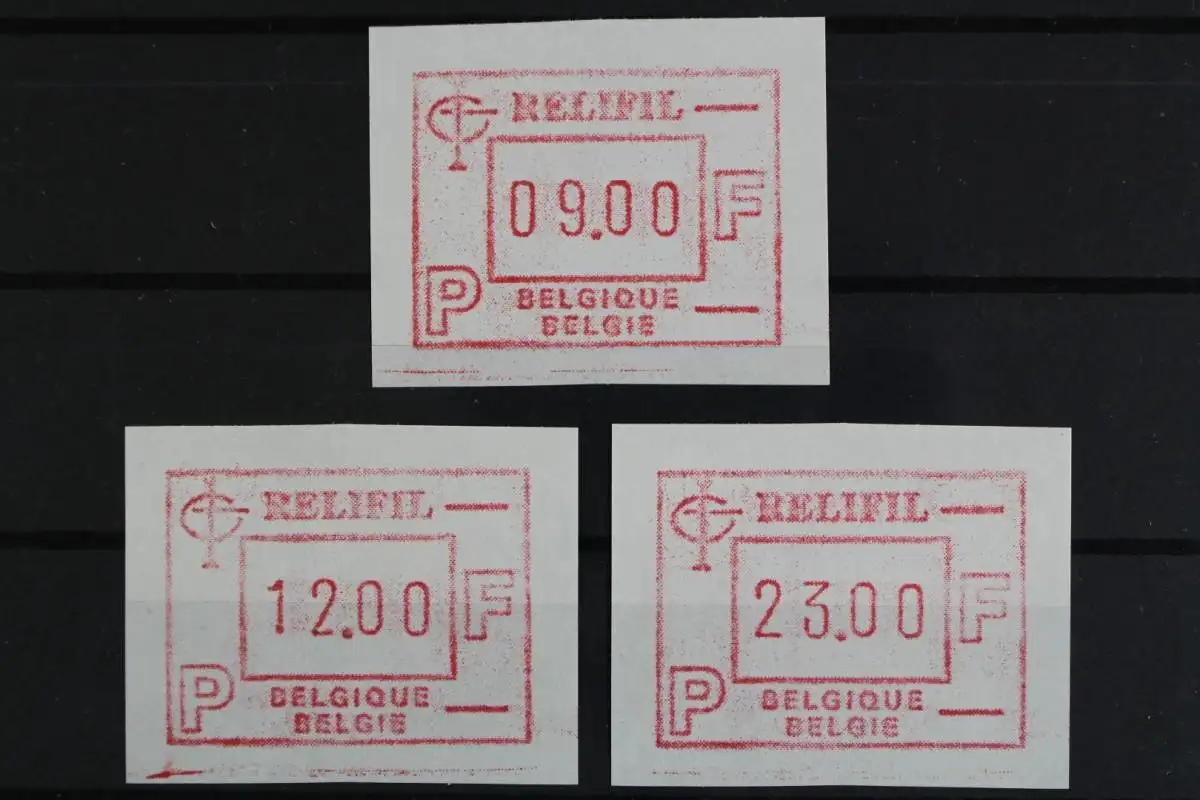 RELIFIL
09.00
F
P
BELGIQUE
BELGIE
RELIFIL
12.00
F
P
BELGIQUE
BELGIE
RELIFIL
23.00
F
P
BELGIQUE
BELGIE